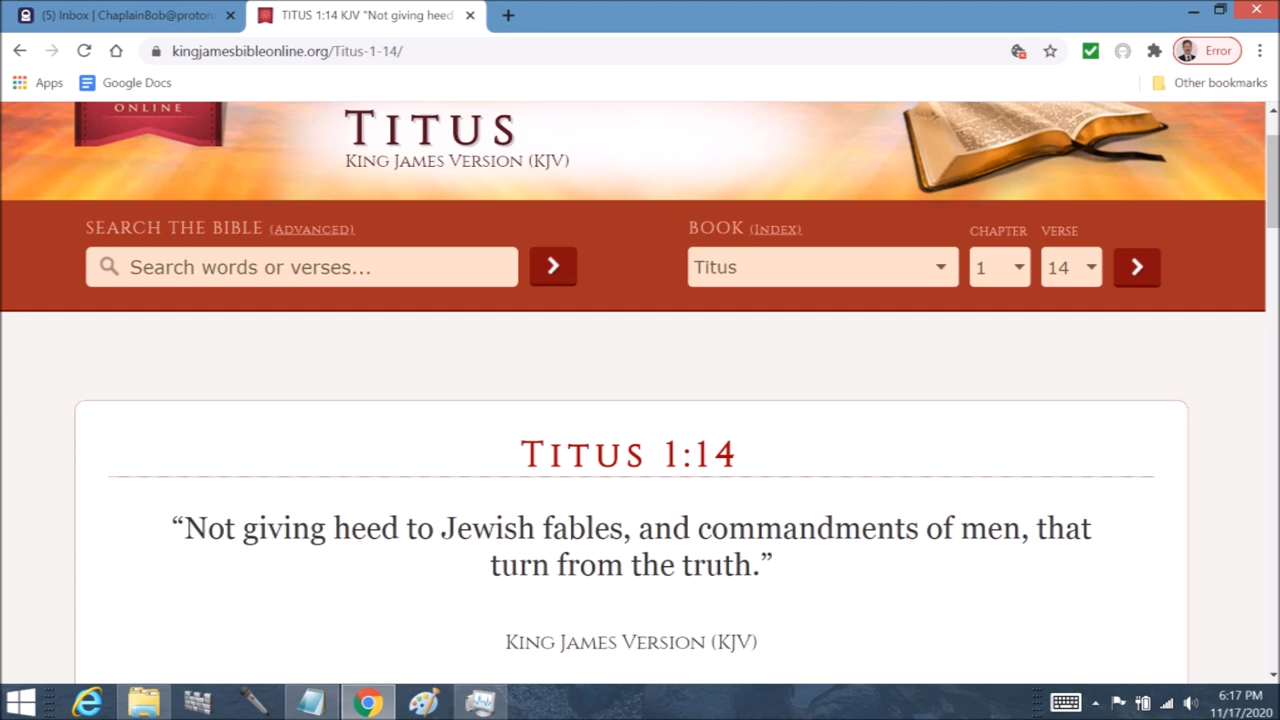 (5) Inbox | ChaplainBob@proton
TITUS 1:14 KJV "Not giving heed
kingjamesbibleonline.org/Titus-1-14/
Error
Apps
Google Docs
Other bookmarks
ONLINE
TITUS
KING JAMES VERSION (KJV)
SEARCH THE BIBLE (ADVANCED)
BOOK (INDEX)
CHAPTER
VERSE
Search words or verses...
Titus
1
14
TITUS 1:14
“Not giving heed to Jewish fables, and commandments of men, that
turn from the truth.”
KING JAMES VERSION (KJV)
6:17 PM
11/17/2020